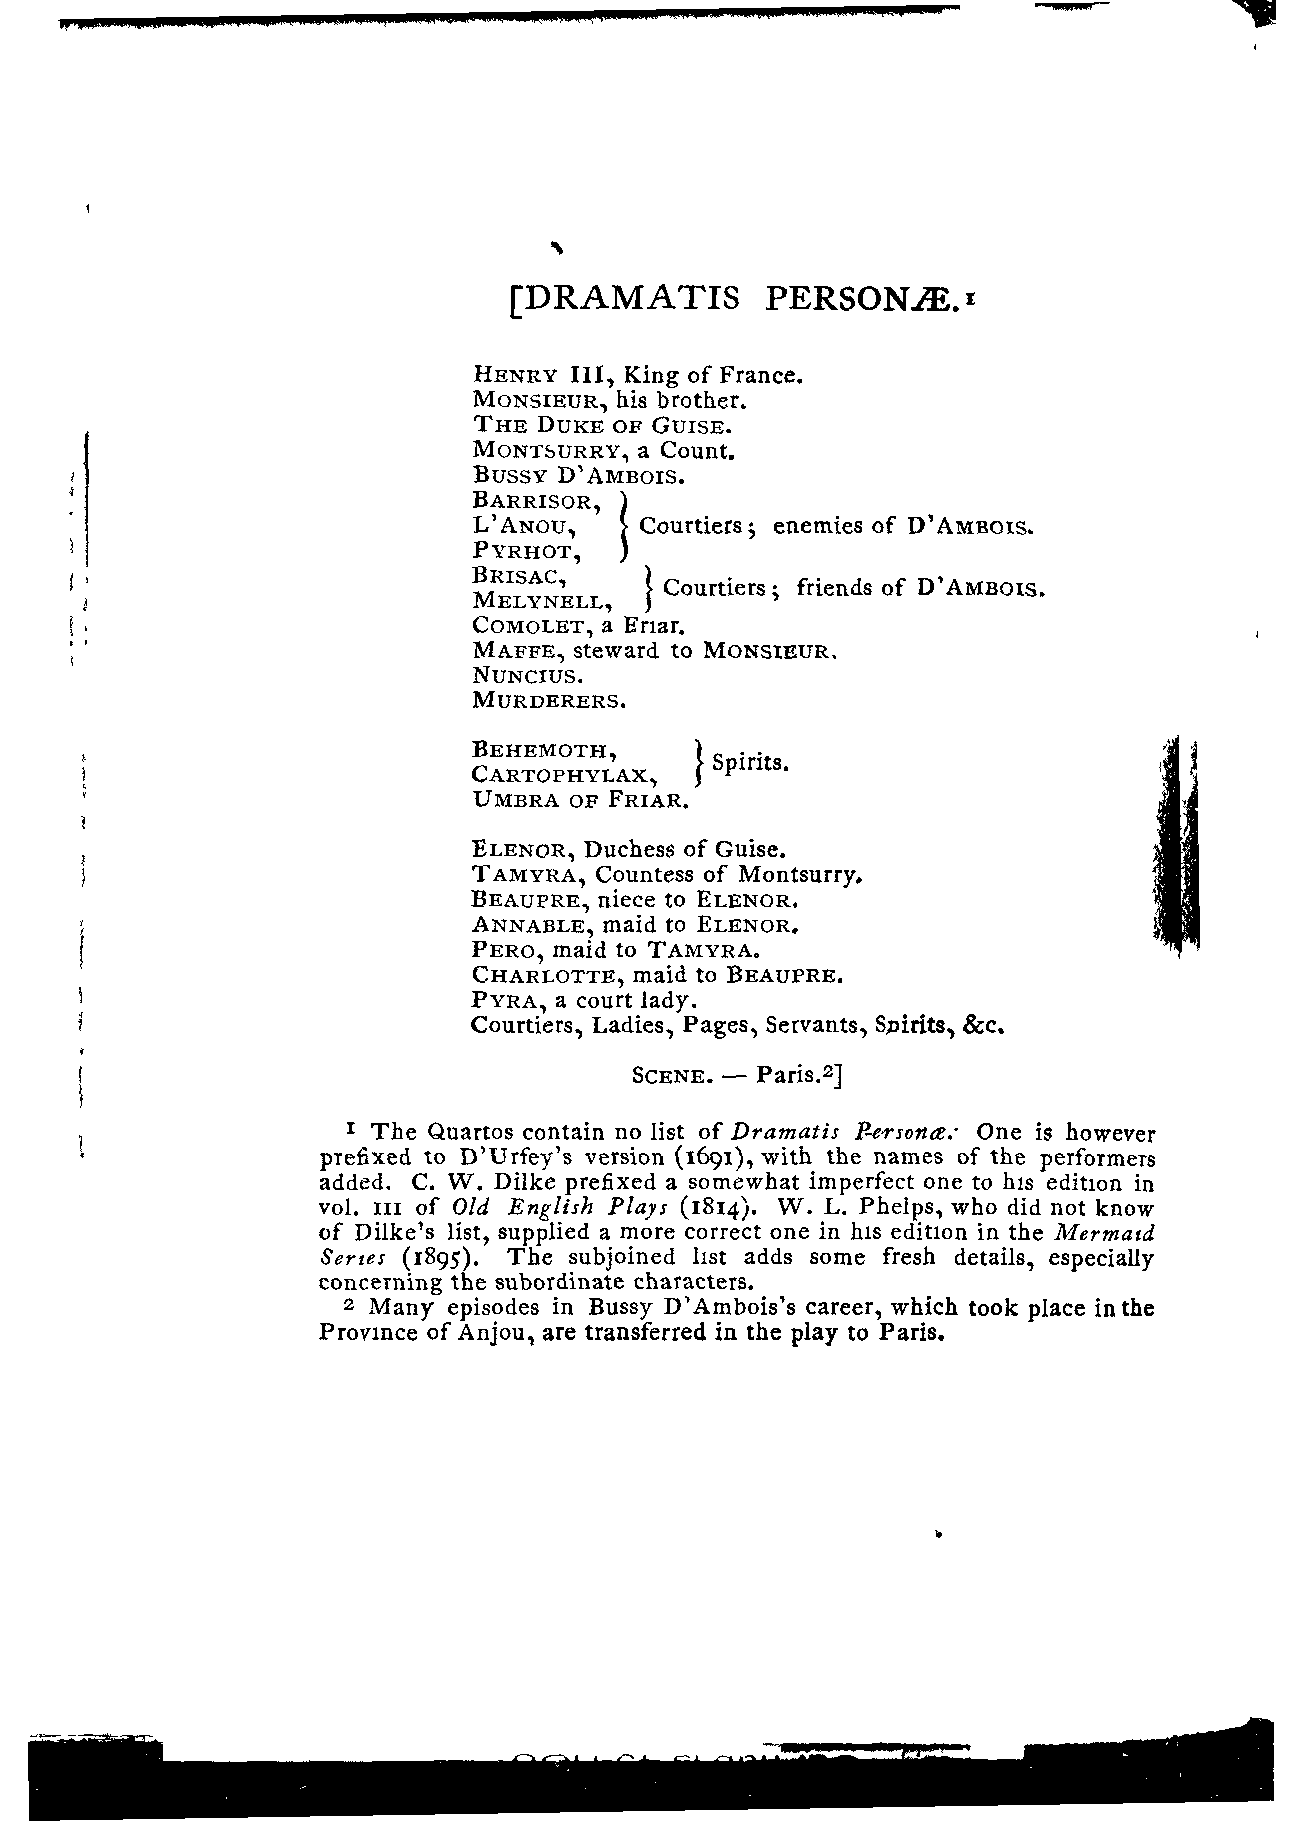 [DRAMATIS PERSONÆ.¹
HENRY III, King of France.
MONSIEUR, his brother.
THE DUKE OF GUISE.
MONTSURRY, a Count.
BUSSY D'AMBOIS.
BARRISOR,
L'ANOU, } Courtiers; enemies of D'AMBOIS.
PYRHOT,
BRISAC,
MELYNELL, } Courtiers; friends of D'AMBOIS.
COMOLET, a Friar.
MAFFE, steward to MONSIEUR.
NUNCIUS.
MURDERERS.
BEHEMOTH,
CARTOPHYLAX, } Spirits.
UMBRA OF FRIAR.
ELENOR, Duchess of Guise.
TAMYRA, Countess of Montsurry.
BEAUPRE, niece to ELENOR.
ANNABLE, maid to ELENOR.
PERO, maid to TAMYRA.
CHARLOTTE, maid to BEAUPRE.
PYRA, a court lady.
Courtiers, Ladies, Pages, Servants, Spirits, &c.
SCENE. — Paris.²]
¹ The Quartos contain no list of Dramatis Personæ. One is however
prefixed to D'Urfey's version (1691), with the names of the performers
added. C. W. Dilke prefixed a somewhat imperfect one to his edition in
vol. III of Old English Plays (1814). W. L. Phelps, who did not know
of Dilke's list, supplied a more correct one in his edition in the Mermaid
Series (1895). The subjoined list adds some fresh details, especially
concerning the subordinate characters.
² Many episodes in Bussy D'Ambois's career, which took place in the
Province of Anjou, are transferred in the play to Paris.